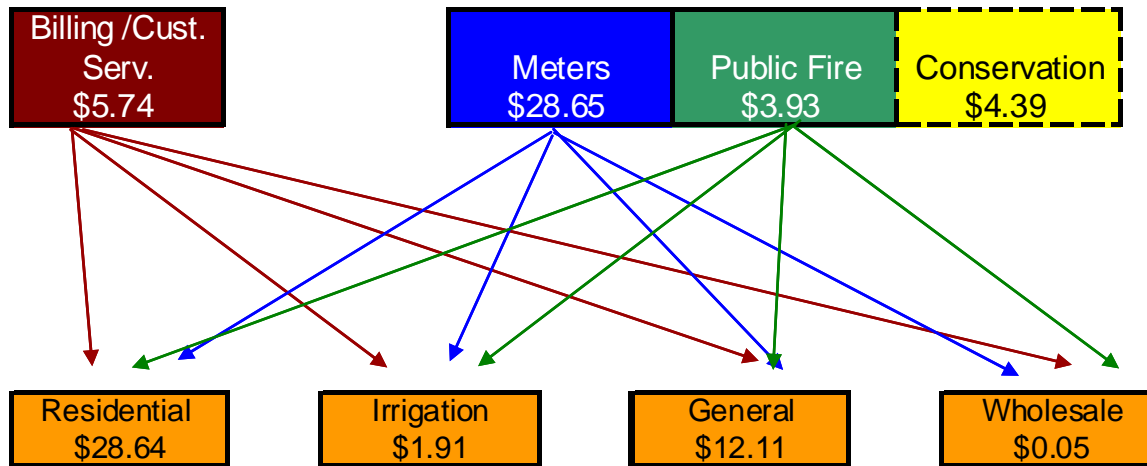 Billing /Cust.
Serv.
$5.74
Meters
$28.65
Public Fire
$3.93
Conservation
$4.39
Residential
$28.64
Irrigation
$1.91
General
$12.11
Wholesale
$0.05